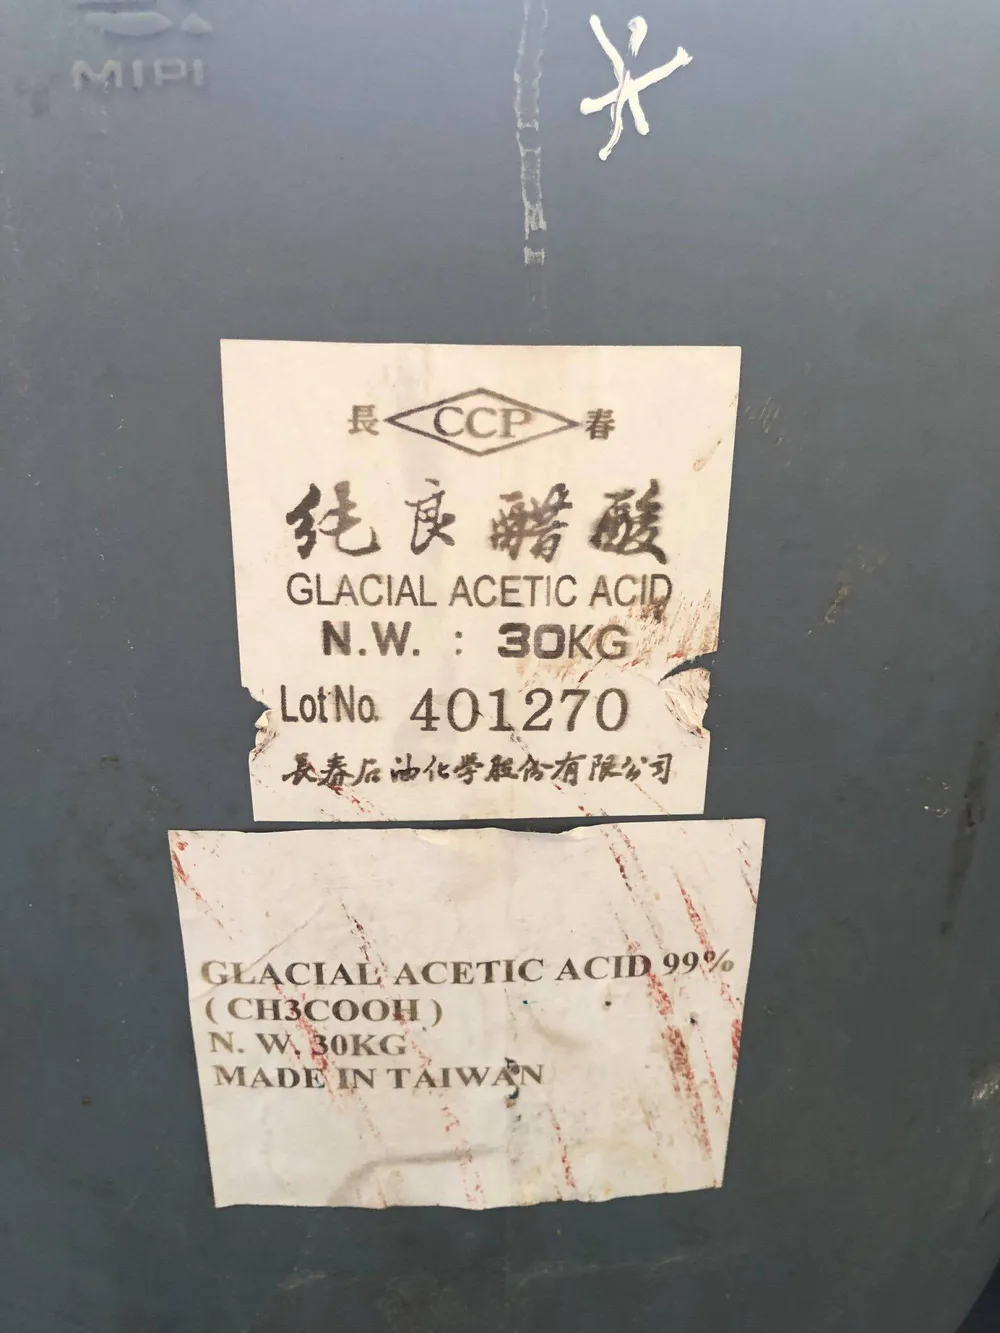 MIPI
長 CCP 春
純良醋酸
GLACIAL ACETIC ACID
N.W. : 30KG
Lot No. 401270
長春石油化學股份有限公司
GLACIAL ACETIC ACID 99%
( CH3COOH )
N. W. 30KG
MADE IN TAIWAN